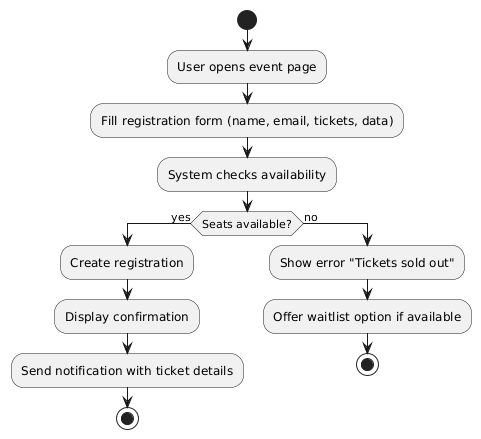 User opens event page
Fill registration form (name, email, tickets, data)
System checks availability
Seats available?
yes
no
Create registration
Show error "Tickets sold out"
Display confirmation
Offer waitlist option if available
Send notification with ticket details